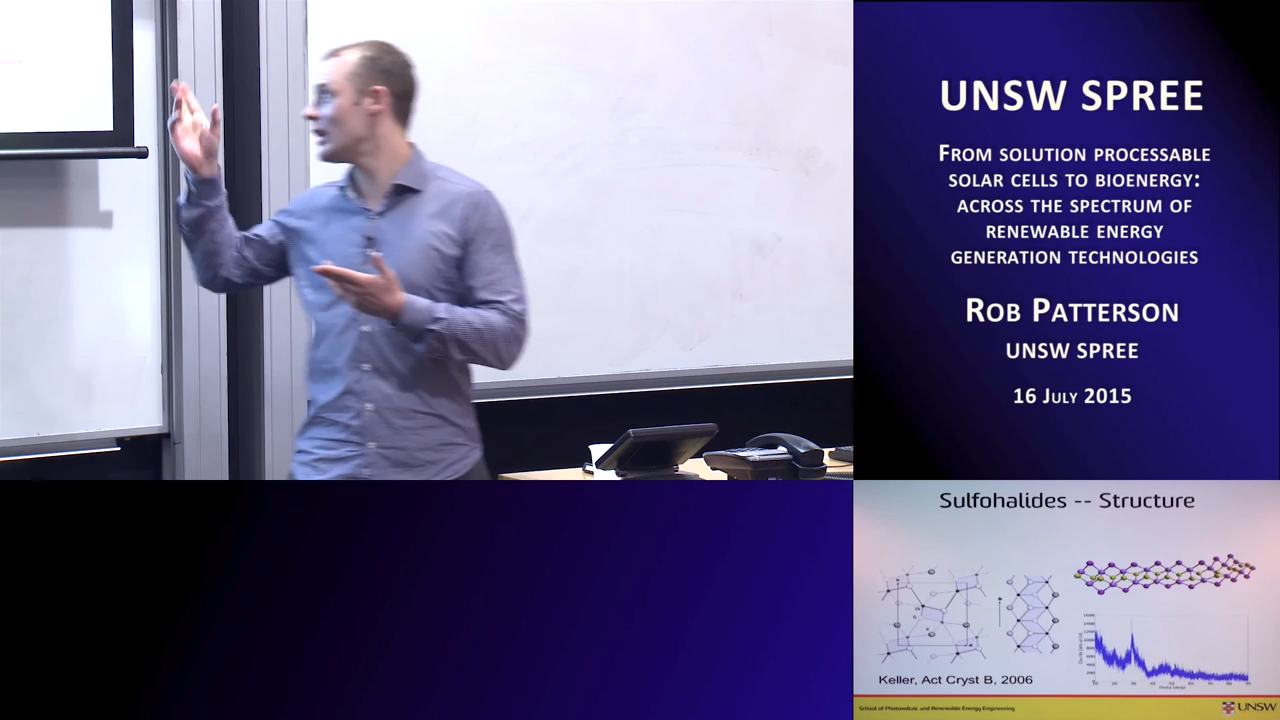 UNSW SPREE
FROM SOLUTION PROCESSABLE
SOLAR CELLS TO BIOENERGY:
ACROSS THE SPECTRUM OF
RENEWABLE ENERGY
GENERATION TECHNOLOGIES
ROB PATTERSON
UNSW SPREE
16 JULY 2015
Sulfohalides -- Structure
Keller, Act Cryst B, 2006
School of Photovoltaic and Renewable Energy Engineering
UNSW